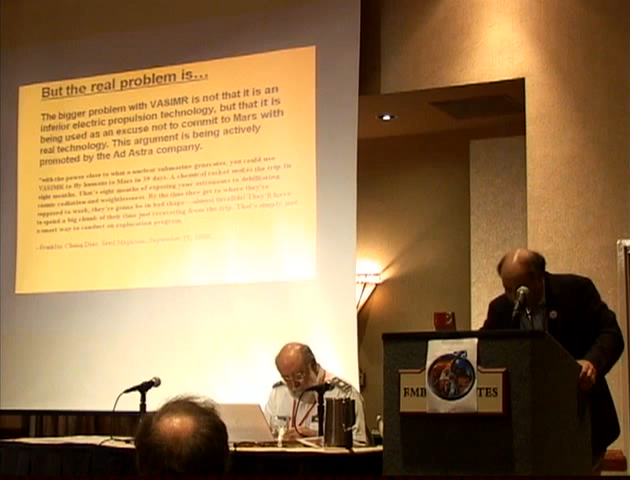 But the real problem is...
The bigger problem with VASIMR is not that it is an
inferior electric propulsion technology, but that it is
being used as an excuse not to commit to Mars with
real technology. This argument is being actively
promoted by the Ad Astra company.
"with the power close to what a nuclear submarine generates, you could use
VASIMR to fly humans to Mars in 39 days. A chemical rocket makes the trip in
eight months. That's eight months of exposing your astronauts to debilitating
cosmic radiation and weightlessness. By the time they get to where they're
supposed to work, they're gonna be in bad shape—almost invalids! They'll have
to spend a big chunk of their time just recovering from the trip. That's simply not
a smart way to conduct an exploration program.
- Franklin Chang Diaz, Seed Magazine, September
EMB TES